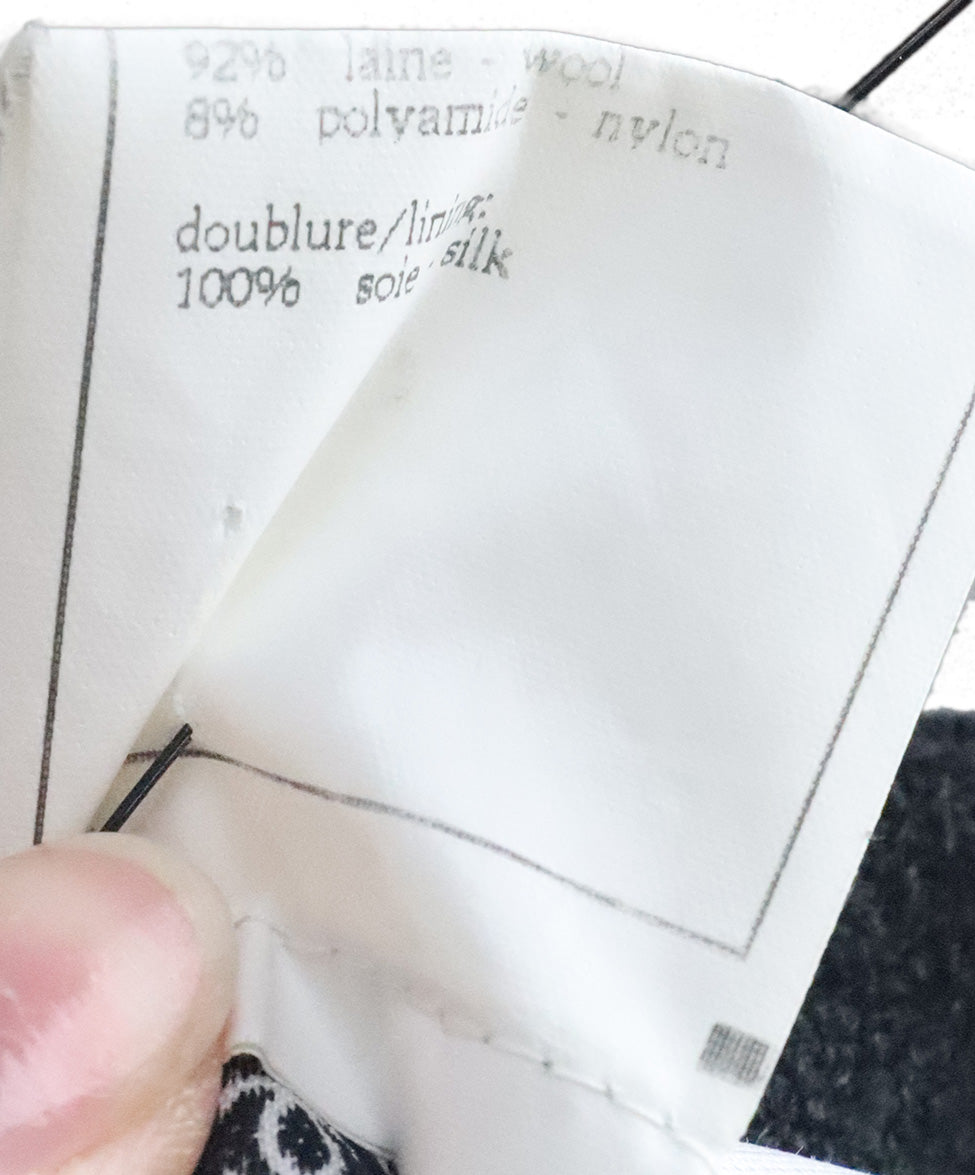 92% laine - wool
8% polyamide - nylon
doublure/lining:
100% soie - silk